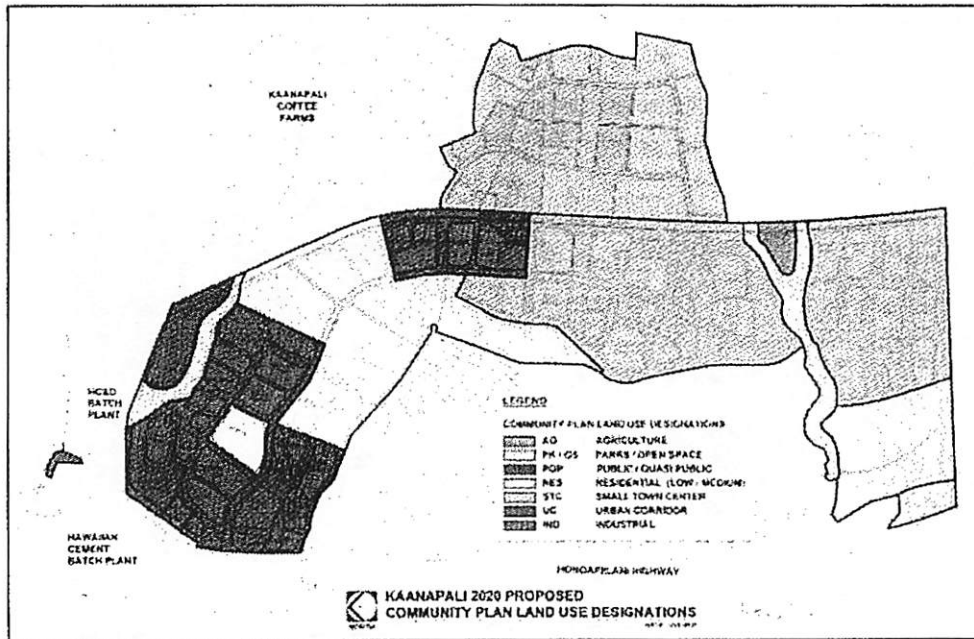 KAANAPALI
COFFEE
FARMS
HC&D
BATCH
PLANT
HAWAIIAN
CEMENT
BATCH PLANT
LEGEND
COMMUNITY PLAN LAND USE DESIGNATIONS
AG AGRICULTURE
PK / OS PARKS / OPEN SPACE
PQP PUBLIC / QUASI PUBLIC
RES RESIDENTIAL (LOW / MEDIUM)
STC SMALL TOWN CENTER
UC URBAN CORRIDOR
IND INDUSTRIAL
HONOAPIILANI HIGHWAY
KAANAPALI 2020 PROPOSED
COMMUNITY PLAN LAND USE DESIGNATIONS
NORTH